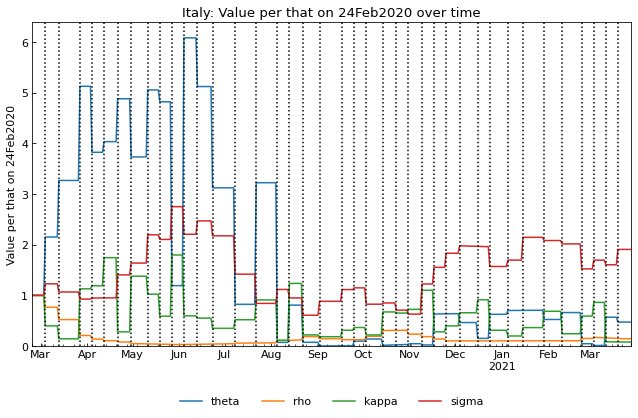 Italy: Value per that on 24Feb2020 over time
Value per that on 24Feb2020
6
5
4
3
2
1
0
Mar Apr May Jun Jul Aug Sep Oct Nov Dec Jan Feb Mar
2021
theta rho kappa sigma